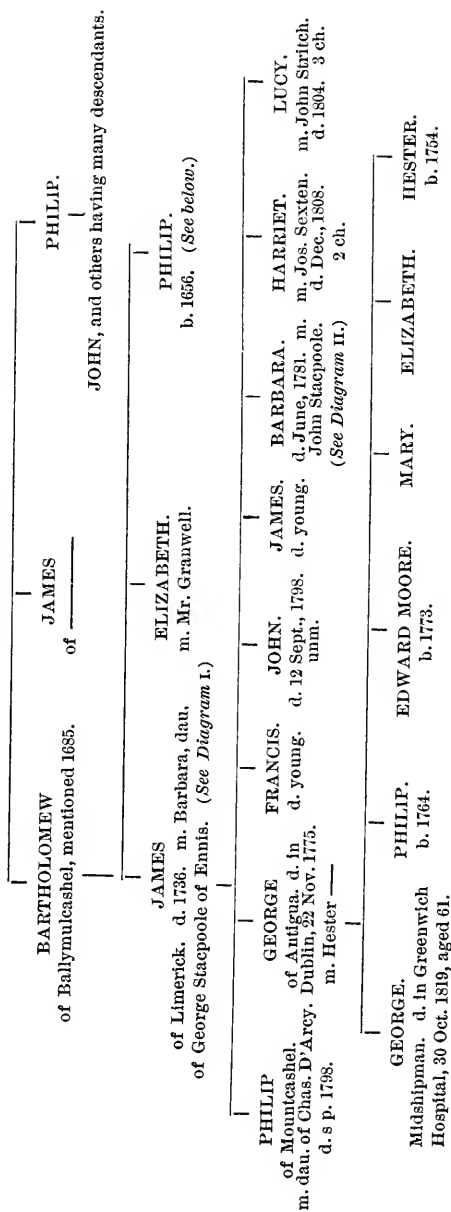 BARTHOLOMEW
of Ballymulcashel, mentioned 1685.
JAMES
of ———
PHILIP.
JOHN, and others having many descendants.
JAMES
of Limerick. d. 1736. m. Barbara, dau.
of George Stacpoole of Ennis. (See Diagram I.)
ELIZABETH.
m. Mr. Granwell.
PHILIP.
b. 1656. (See below.)
PHILIP
of Mountcashel.
m. dau. of Chas. D'Arcy.
d. s p. 1798.
GEORGE
of Antigua. d. in
Dublin, 22 Nov. 1775.
m. Hester ——
FRANCIS.
d. young.
JOHN.
d. 12 Sept., 1798.
unm.
JAMES.
d. young.
BARBARA.
d. June, 1781. m.
John Stacpoole.
(See Diagram II.)
HARRIET.
m. Jos. Sexten.
d. Dec., 1808.
2 ch.
LUCY.
m. John Stritch.
d. 1804. 3 ch.
GEORGE.
Midshipman. d. in Greenwich
Hospital, 30 Oct. 1819, aged 61.
PHILIP.
b. 1764.
EDWARD MOORE.
b. 1773.
MARY.
ELIZABETH.
HESTER.
b. 1754.